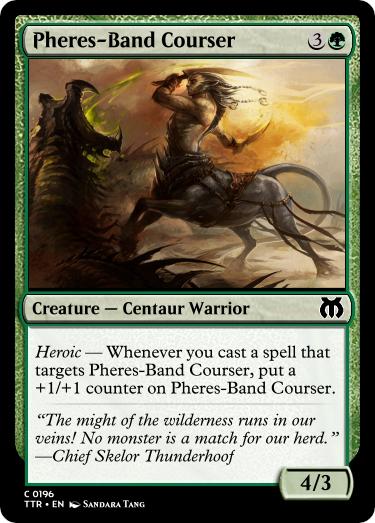 Pheres-Band Courser 3
Creature — Centaur Warrior
Heroic — Whenever you cast a spell that
targets Pheres-Band Courser, put a
+1/+1 counter on Pheres-Band Courser.
“The might of the wilderness runs in our
veins! No monster is a match for our herd.”
—Chief Skelor Thunderhoof
4/3
C 0196
TTR • EN Sandara Tang